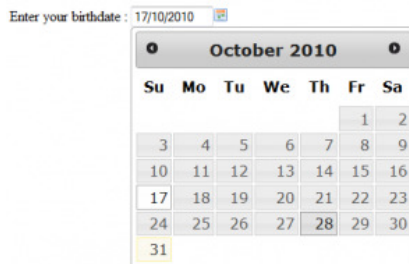 Enter your birthdate : 17/10/2010
October 2010
Su Mo Tu We Th Fr Sa
1 2
3 4 5 6 7 8 9
10 11 12 13 14 15 16
17 18 19 20 21 22 23
24 25 26 27 28 29 30
31